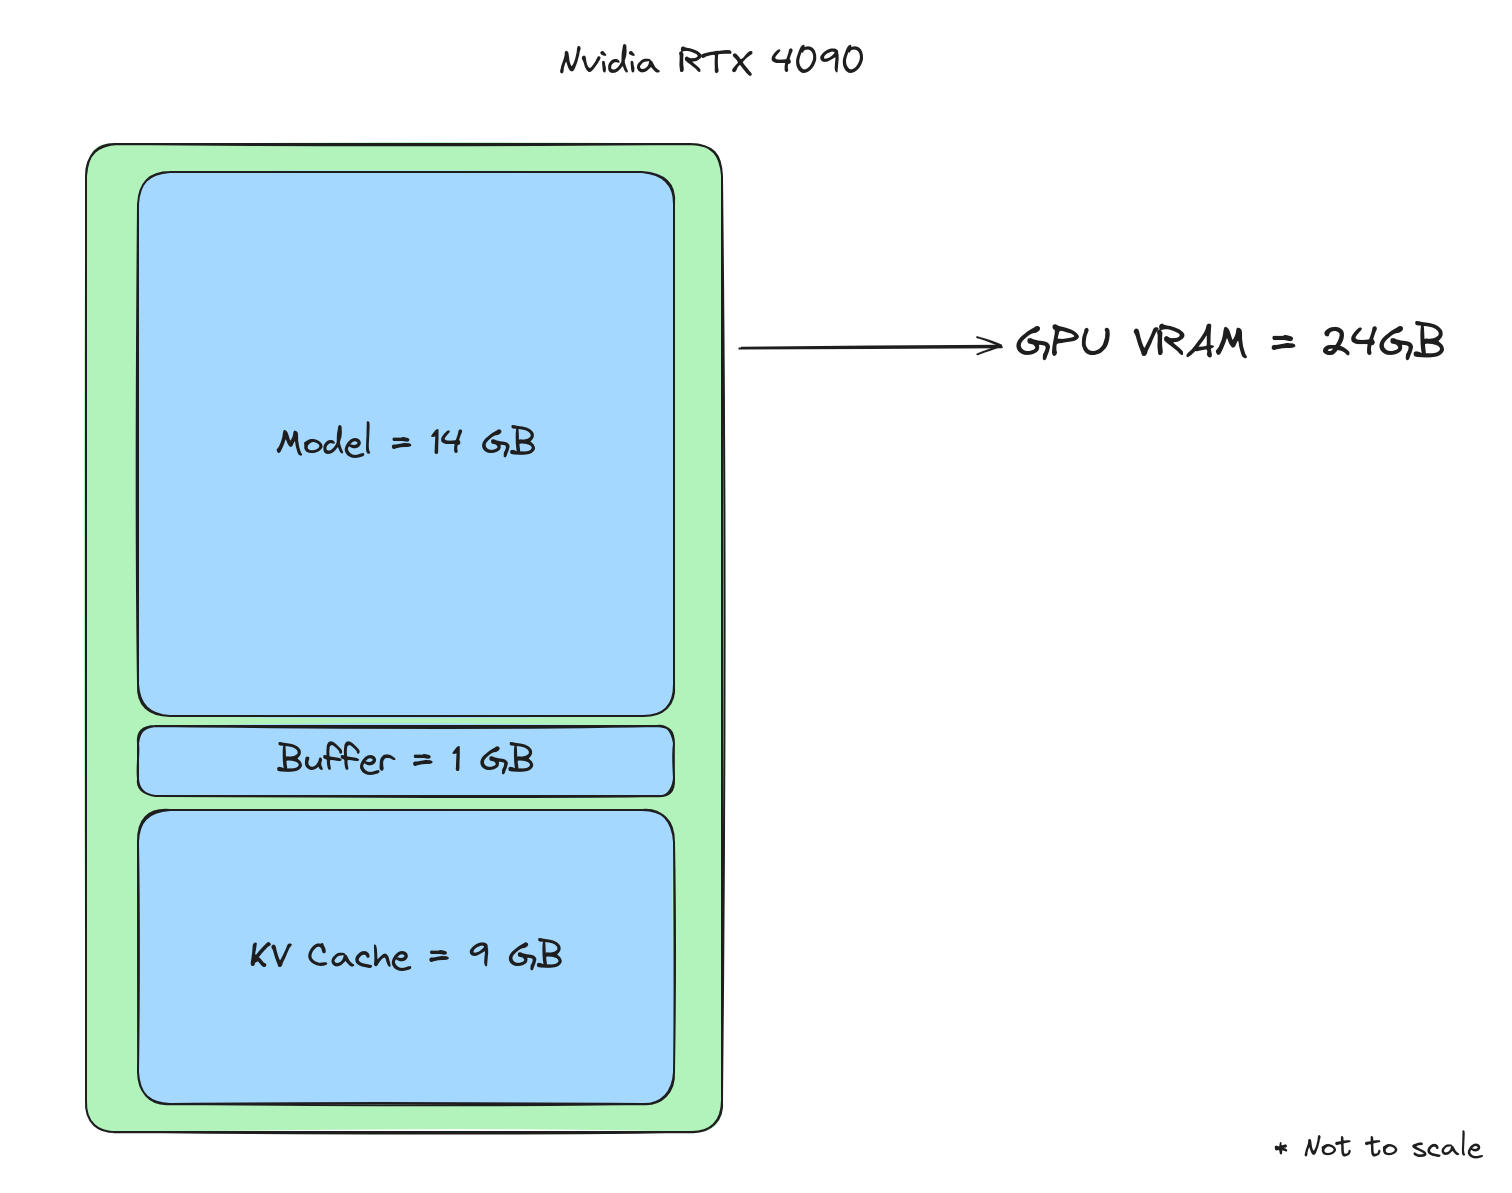 Nvidia RTX 4090
GPU VRAM = 24GB
Model = 14 GB
Buffer = 1 GB
KV Cache = 9 GB
* Not to scale